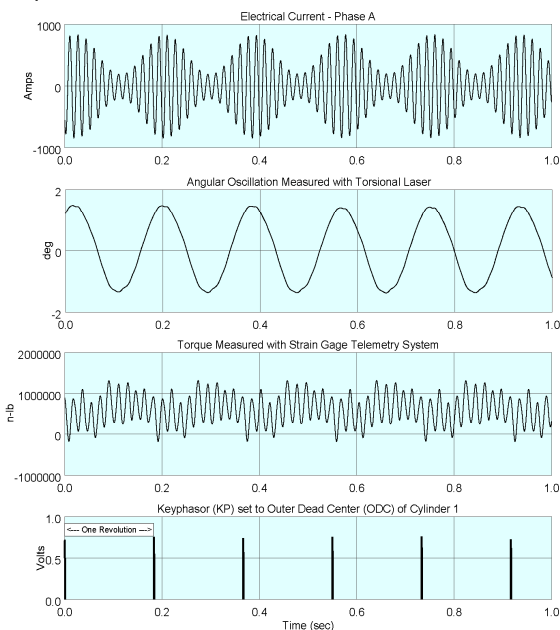 Electrical Current - Phase A
1000
0
-1000
Amps
0.0 0.2 0.4 0.6 0.8 1.0
Angular Oscillation Measured with Torsional Laser
2
0
-2
deg
0.0 0.2 0.4 0.6 0.8 1.0
Torque Measured with Strain Gage Telemetry System
2000000
1000000
0
-1000000
n-lb
0.0 0.2 0.4 0.6 0.8 1.0
Keyphasor (KP) set to Outer Dead Center (ODC) of Cylinder 1
1.0
<--- One Revolution --->
0.5
0.0
Volts
0.0 0.2 0.4 0.6 0.8 1.0
Time (sec)